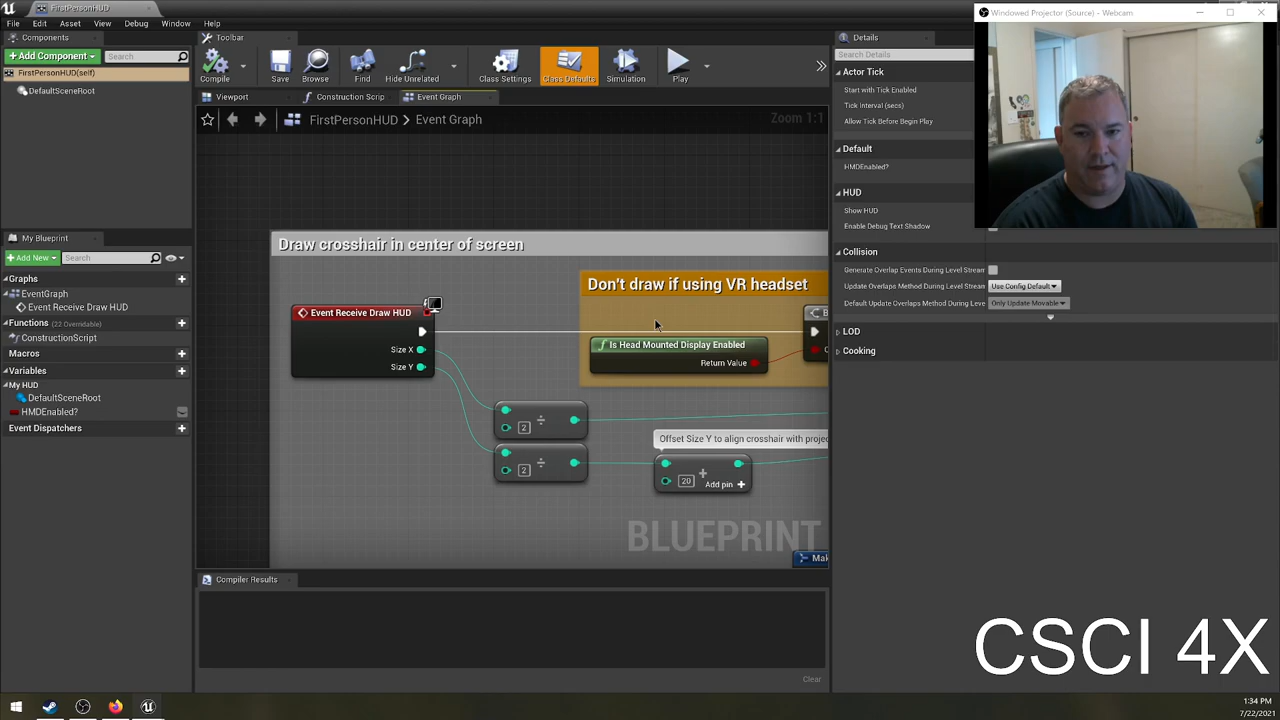 FirstPersonHUD
File Edit Asset View Debug Window Help
Windowed Projector (Source) - Webcam
Components
Add Component
Search
FirstPersonHUD(self)
DefaultSceneRoot
Toolbar
Compile
Save
Browse
Find
Hide Unrelated
Class Settings
Class Defaults
Simulation
Play
Viewport
Construction Scrip
Event Graph
FirstPersonHUD
Event Graph
Zoom 1:1
Draw crosshair in center of screen
Don't draw if using VR headset
Event Receive Draw HUD
Size X
Size Y
Is Head Mounted Display Enabled
Return Value
2
2
Offset Size Y to align crosshair with projec
20
Add pin
BLUEPRINT
Mak
My Blueprint
Add New
Search
Graphs
EventGraph
Event Receive Draw HUD
Functions (22 Overridable)
ConstructionScript
Macros
Variables
My HUD
DefaultSceneRoot
HMDEnabled?
Event Dispatchers
Compiler Results
Clear
Details
Search Details
Actor Tick
Start with Tick Enabled
Tick Interval (secs)
Allow Tick Before Begin Play
Default
HMDEnabled?
HUD
Show HUD
Enable Debug Text Shadow
Collision
Generate Overlap Events During Level Stream
Update Overlaps Method During Level Stream
Use Config Default
Default Update Overlaps Method During Leve
Only Update Movable
LOD
Cooking
CSCI 4X
1:34 PM
7/22/2021